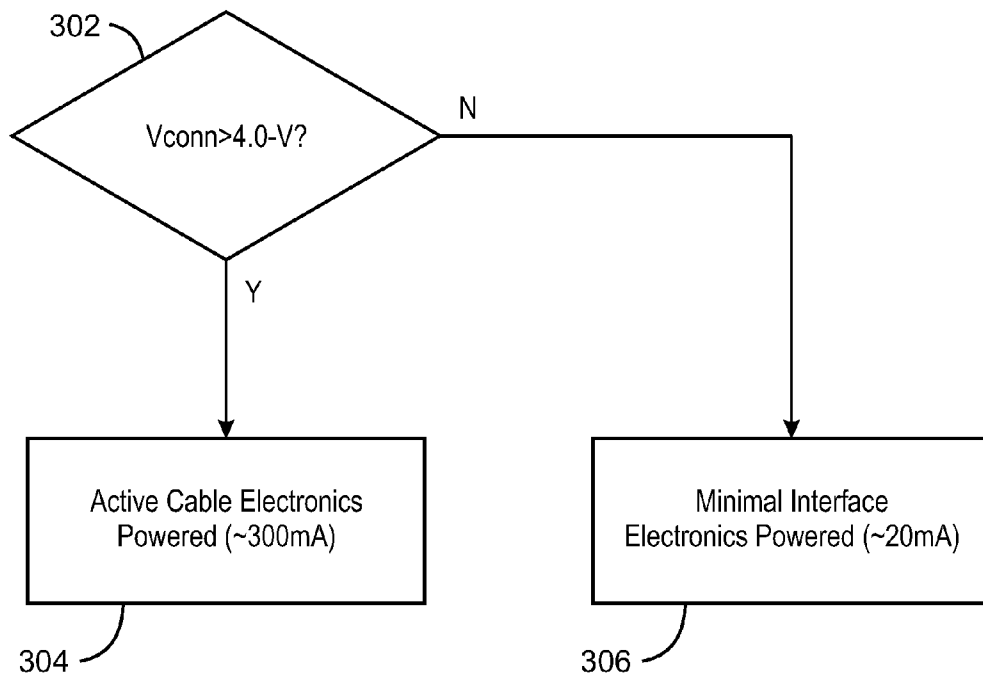 302
Vconn>4.0-V?
N
Y
Active Cable Electronics
Powered (~300mA)
Minimal Interface
Electronics Powered (~20mA)
304
306